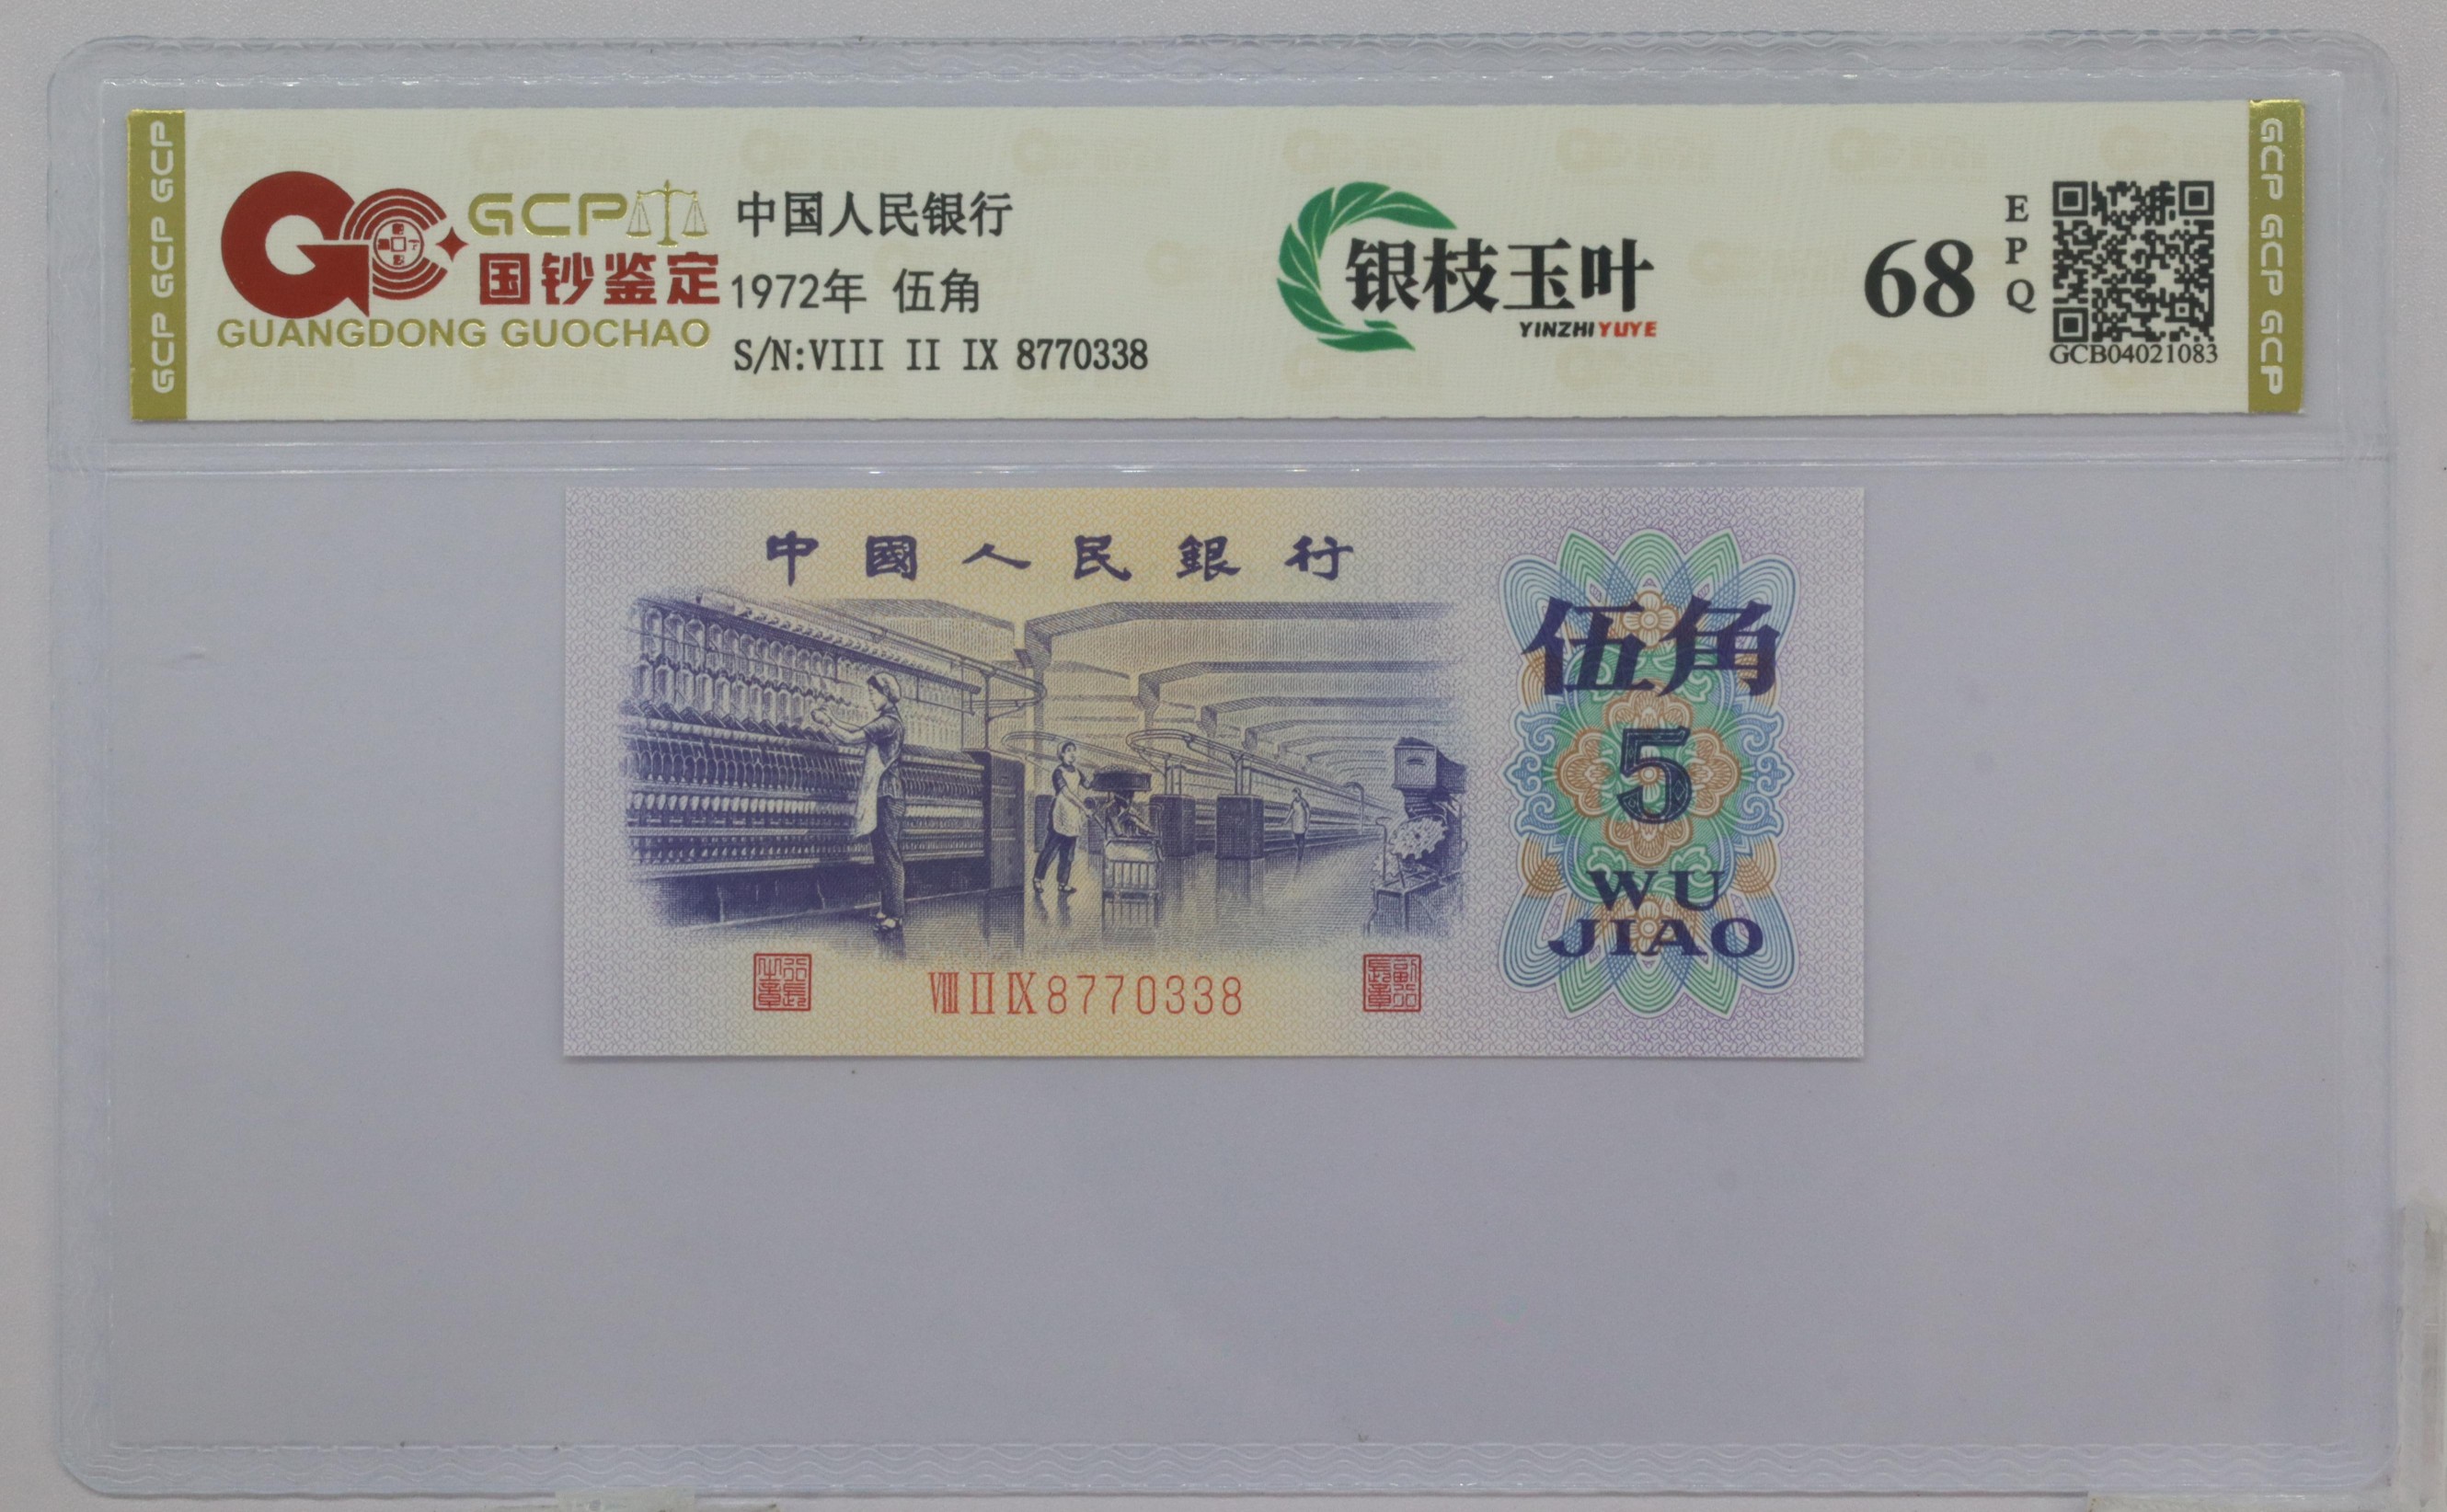 GCP GCP GCP
GCP
国钞鉴定
GUANGDONG GUOCHAO
中国人民银行
1972年 伍角
S/N:VIII II IX 8770338
银枝玉叶
YINZHIYUYE
68
EPQ
GCB04021083
GCP GCP GCP
中國人民銀行
伍角
5
WU
JIAO
VIII II IX 8770338